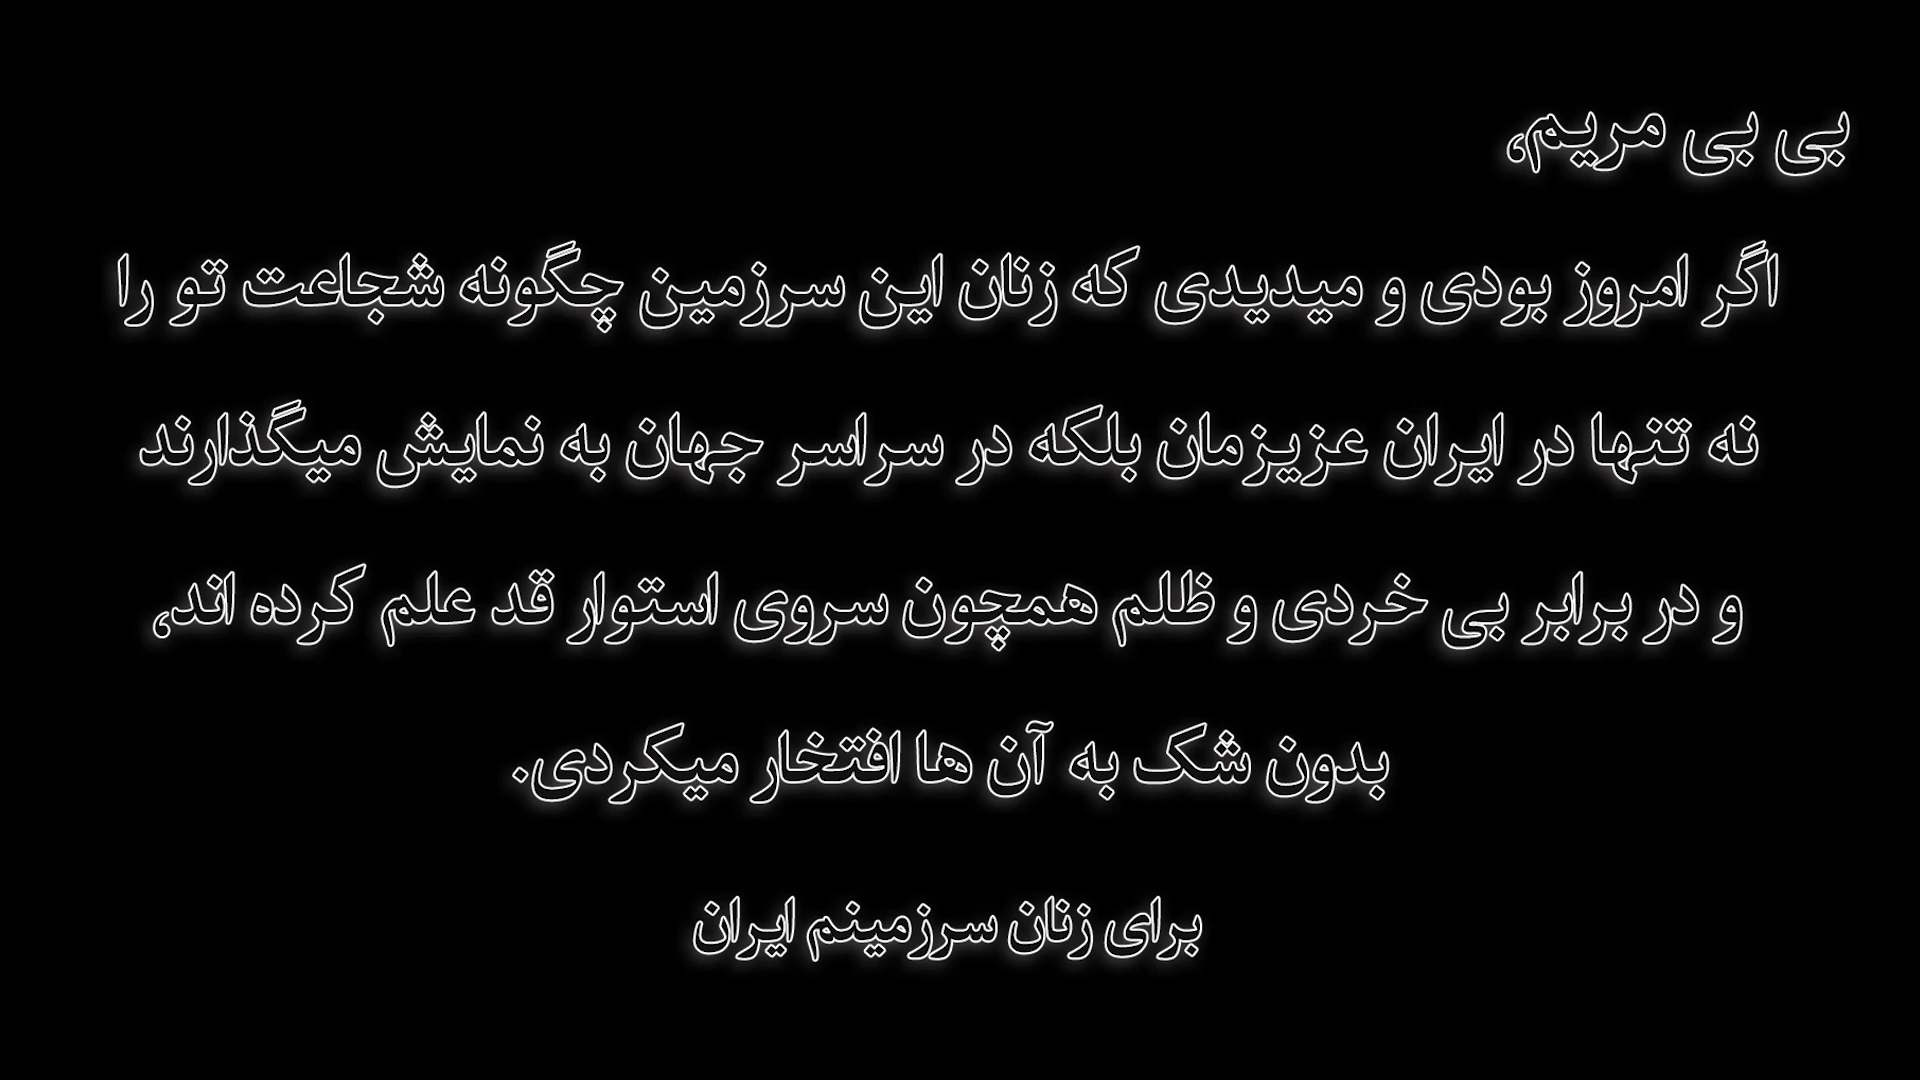 بی بی مریم,
اگر امروز بودی و میدیدی که زنان این سرزمین چگونه شجاعت تو را
نه تنها در ایران عزیزمان بلکه در سراسر جهان به نمایش میگذارند
و در برابر بی خردی و ظلم همچون سروی استوار قد علم کرده اند,
بدون شک به آن ها افتخار میکردی.
برای زنان سرزمینم ایران